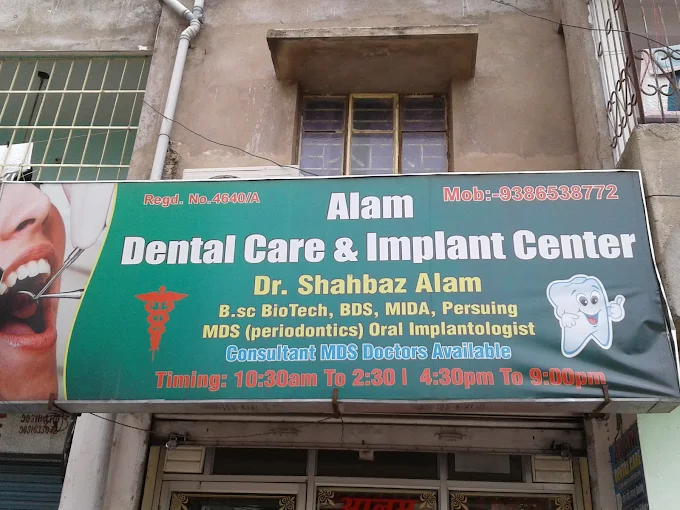 Regd. No.4640/A
Mob:-9386538772
Alam
Dental Care & Implant Center
Dr. Shahbaz Alam
B.sc BioTech, BDS, MIDA, Persuing
MDS (periodontics) Oral Implantologist
Consultant MDS Doctors Available
Timing: 10:30am To 2:30 | 4:30pm To 9:00pm
आलम